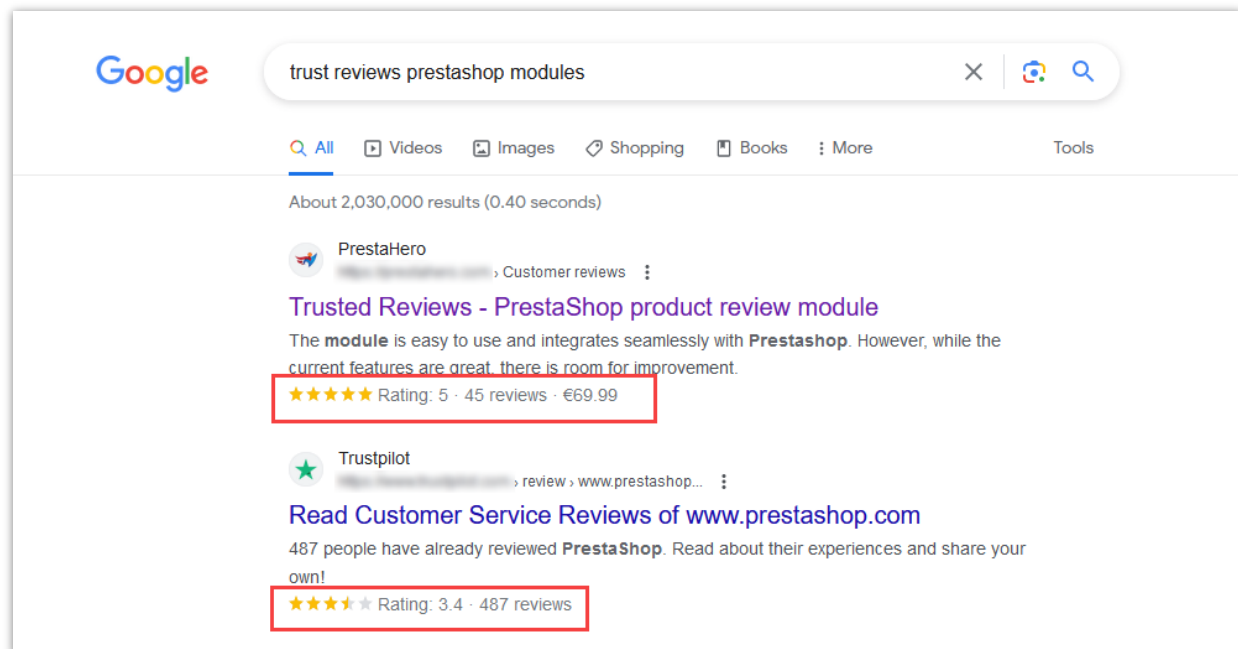 Google
trust reviews prestashop modules
All Videos Images Shopping Books More Tools
About 2,030,000 results (0.40 seconds)
PrestaHero
› Customer reviews
Trusted Reviews - PrestaShop product review module
The module is easy to use and integrates seamlessly with Prestashop. However, while the
current features are great, there is room for improvement.
Rating: 5 · 45 reviews · €69.99
Trustpilot
› review › www.prestashop...
Read Customer Service Reviews of www.prestashop.com
487 people have already reviewed PrestaShop. Read about their experiences and share your
own!
Rating: 3.4 · 487 reviews